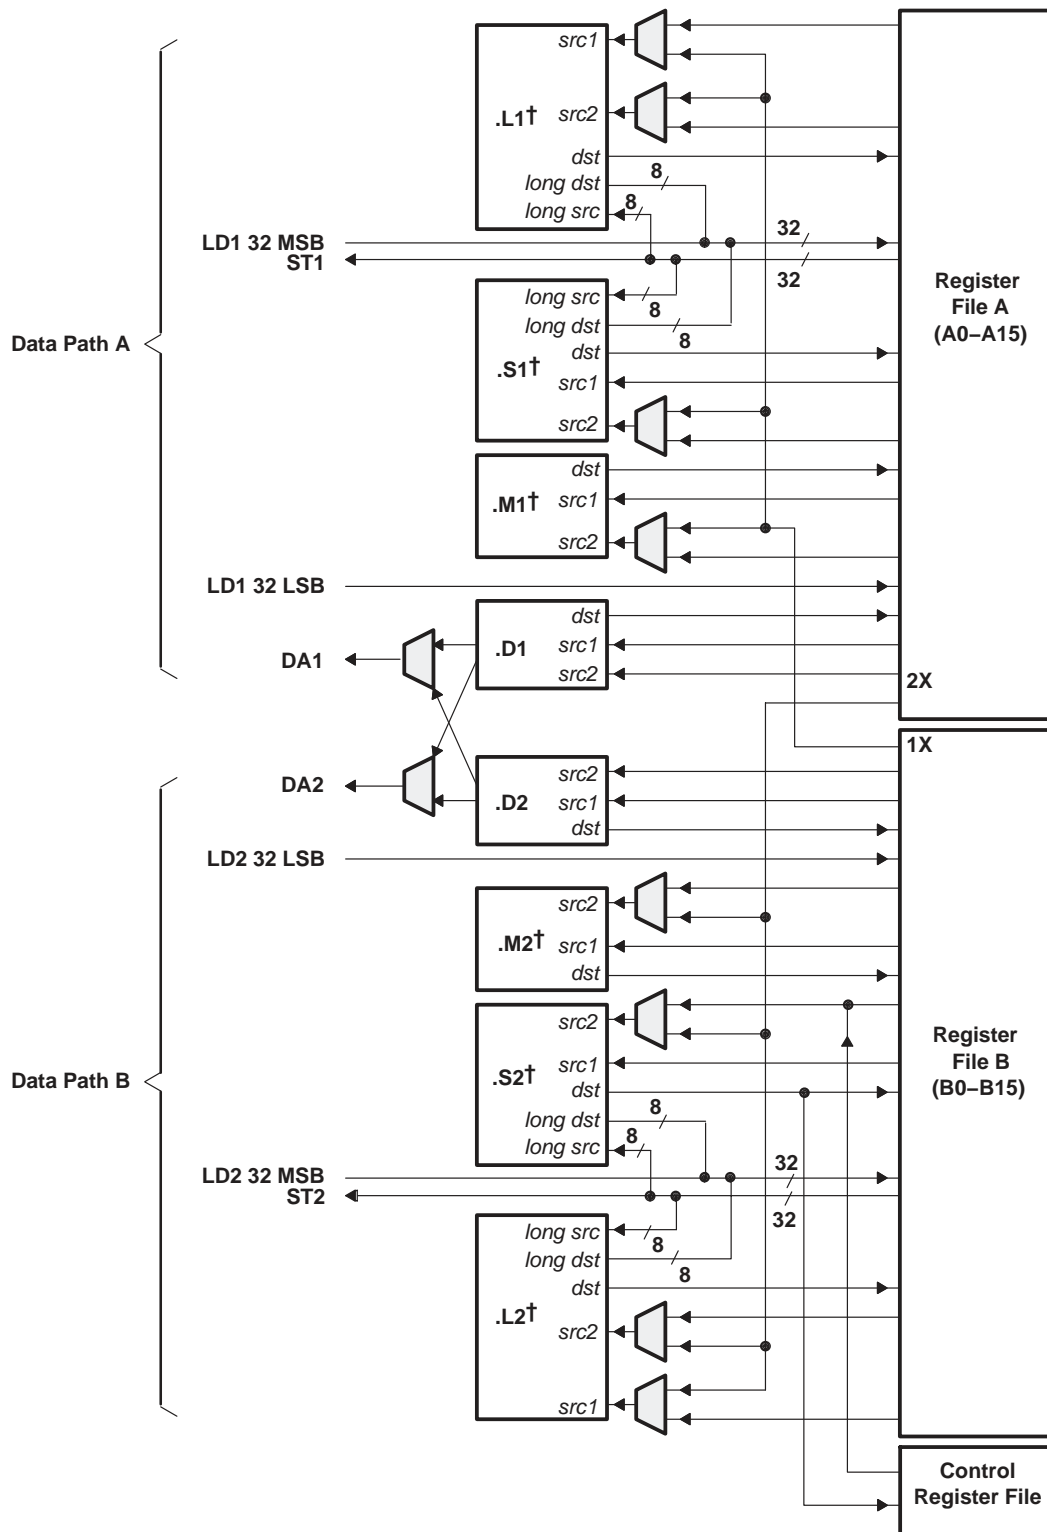 src1
.L1†
src2
dst
8
long dst
8
long src
LD1 32 MSB
32
ST1
32
Register
File A
(A0–A15)
long src
8
long dst
8
Data Path A
dst
.S1†
src1
src2
dst
.M1†
src1
src2
LD1 32 LSB
dst
.D1
src1
DA1
src2
2X
1X
src2
DA2
.D2
src1
dst
LD2 32 LSB
src2
.M2†
src1
dst
src2
Register
File B
(B0–B15)
src1
.S2†
Data Path B
dst
8
long dst
8
long src
LD2 32 MSB
32
ST2
32
long src
8
long dst
8
dst
.L2†
src2
src1
Control
Register File